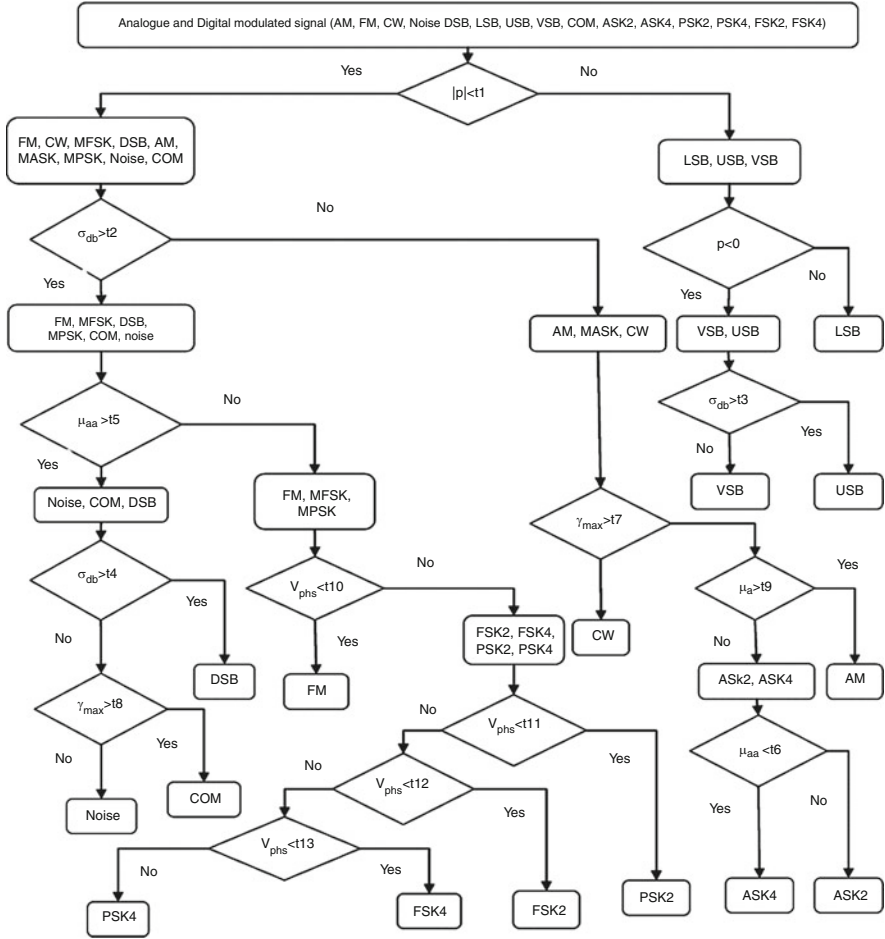 Analogue and Digital modulated signal (AM, FM, CW, Noise DSB, LSB, USB, VSB, COM, ASK2, ASK4, PSK2, PSK4, FSK2, FSK4)
Yes
No
|p|<t1
FM, CW, MFSK, DSB, AM,
MASK, MPSK, Noise, COM
LSB, USB, VSB
No
σdb>t2
p<0
Yes
Yes
No
FM, MFSK, DSB,
MPSK, COM, noise
AM, MASK, CW
VSB, USB
LSB
μaa >t5
No
σdb>t3
Yes
No
Yes
Noise, COM, DSB
FM, MFSK,
MPSK
VSB
USB
γmax>t7
σdb>t4
Yes
No
Vphs<t10
No
Yes
μa>t9
Yes
No
DSB
FM
FSK2, FSK4,
PSK2, PSK4
CW
ASk2, ASK4
AM
γmax>t8
No
Yes
No
Vphs<t11
Yes
μaa <t6
Noise
COM
No
Vphs<t12
Yes
Yes
No
Vphs<t13
No
Yes
PSK4
FSK4
FSK2
PSK2
ASK4
ASK2